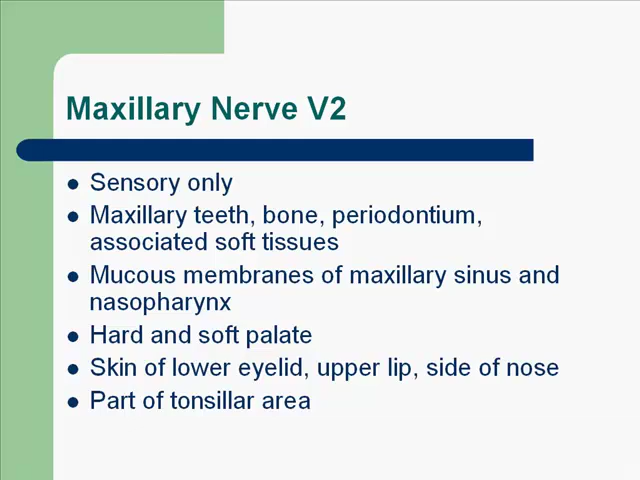 Maxillary Nerve V2
Sensory only
Maxillary teeth, bone, periodontium,
associated soft tissues
Mucous membranes of maxillary sinus and
nasopharynx
Hard and soft palate
Skin of lower eyelid, upper lip, side of nose
Part of tonsillar area